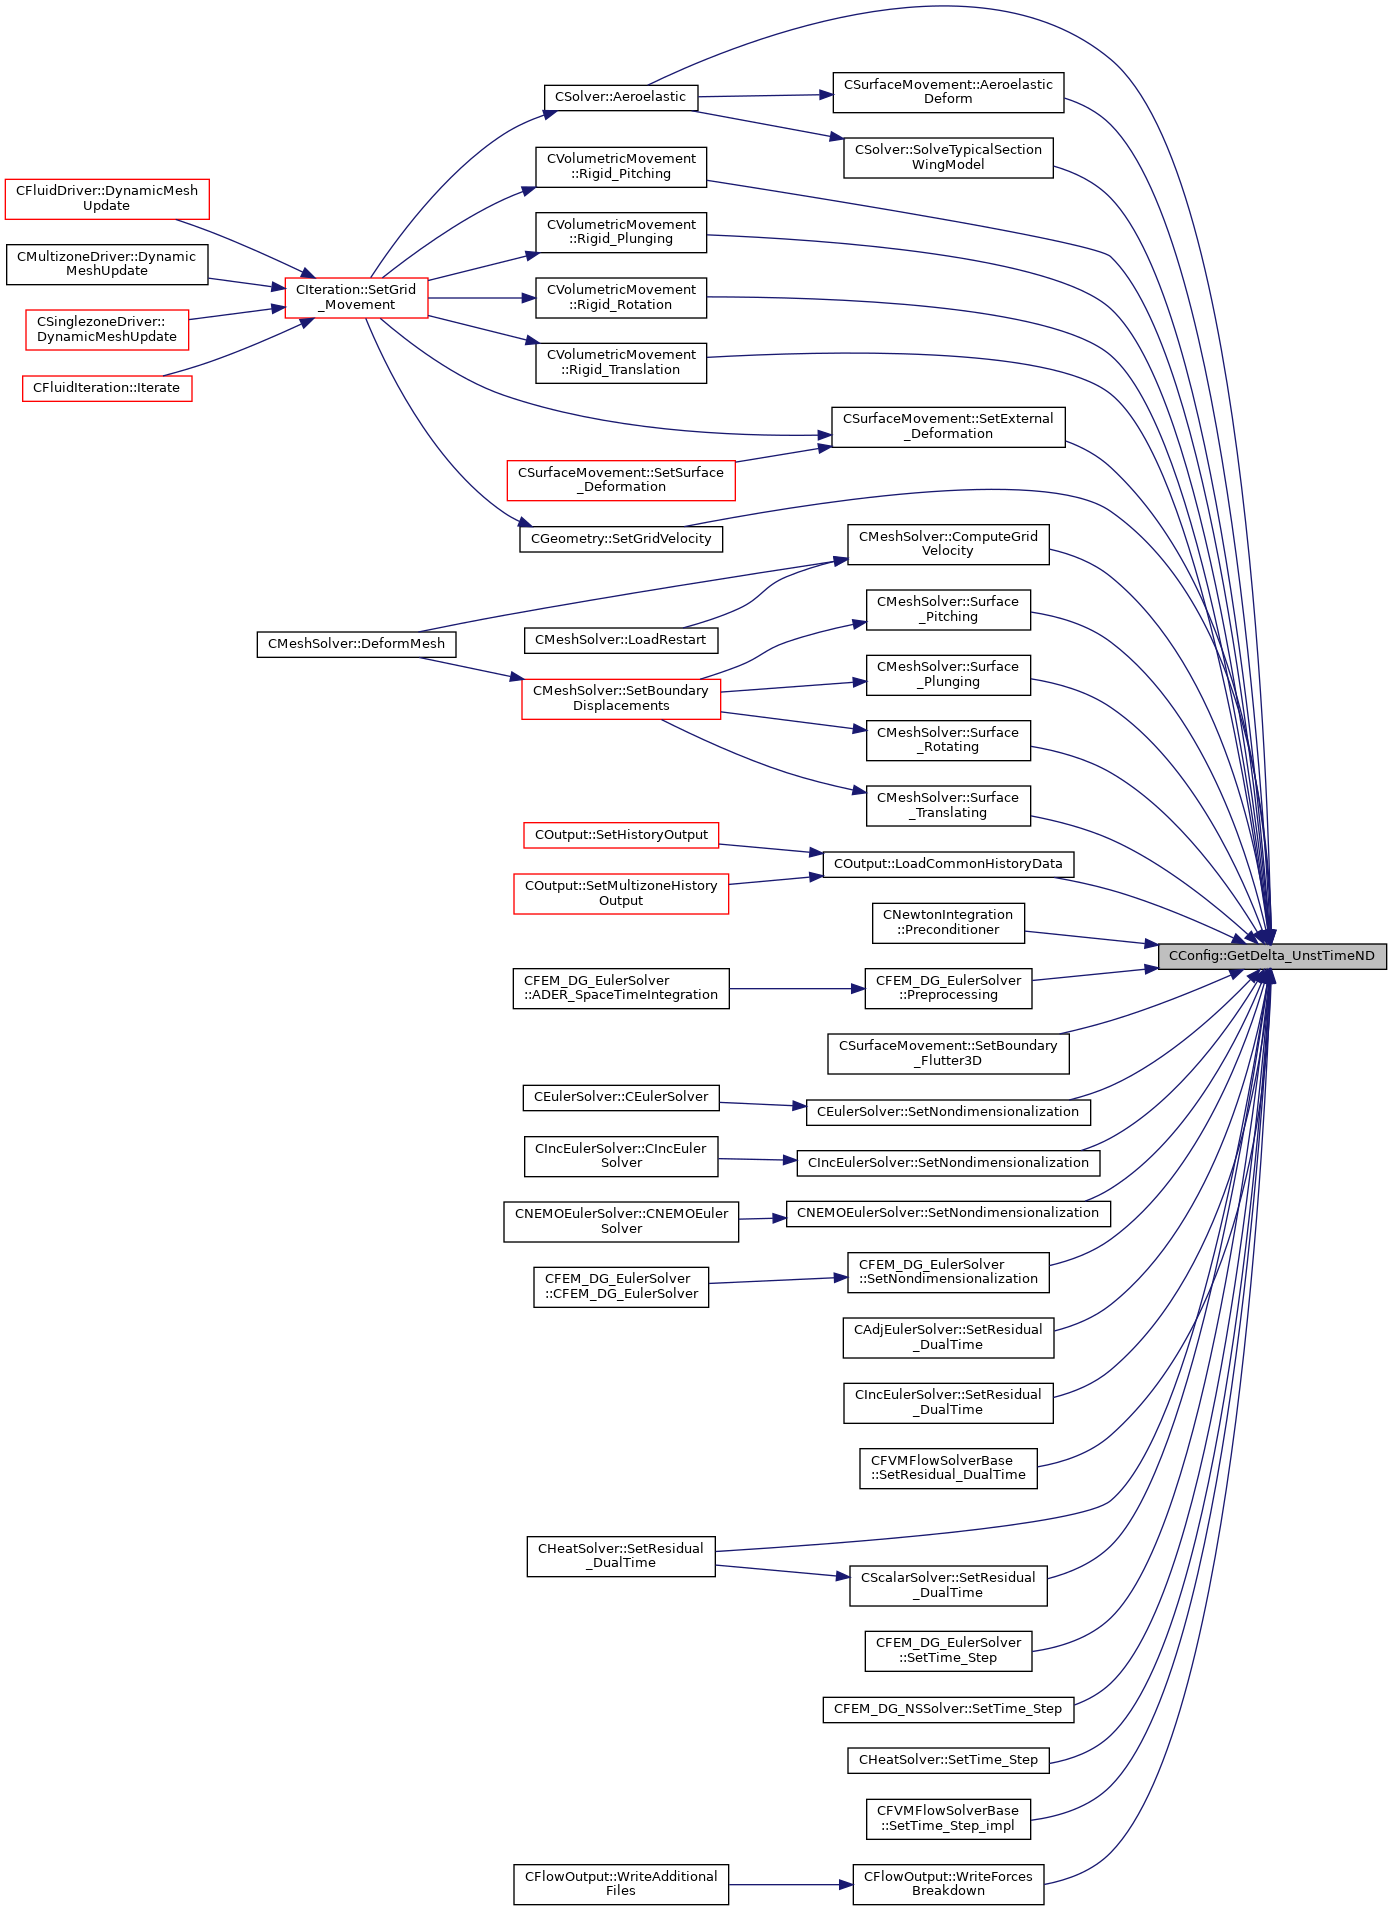 CFluidDriver::DynamicMesh
Update
CMultizoneDriver::Dynamic
MeshUpdate
CSinglezoneDriver::
DynamicMeshUpdate
CFluidIteration::Iterate
CIteration::SetGrid
_Movement
CSolver::Aeroelastic
CVolumetricMovement
::Rigid_Pitching
CVolumetricMovement
::Rigid_Plunging
CVolumetricMovement
::Rigid_Rotation
CVolumetricMovement
::Rigid_Translation
CSurfaceMovement::SetSurface
_Deformation
CGeometry::SetGridVelocity
CSurfaceMovement::Aeroelastic
Deform
CSolver::SolveTypicalSection
WingModel
CSurfaceMovement::SetExternal
_Deformation
CMeshSolver::ComputeGrid
Velocity
CMeshSolver::Surface
_Pitching
CMeshSolver::Surface
_Plunging
CMeshSolver::Surface
_Rotating
CMeshSolver::Surface
_Translating
CMeshSolver::DeformMesh
CMeshSolver::LoadRestart
CMeshSolver::SetBoundary
Displacements
COutput::SetHistoryOutput
COutput::SetMultizoneHistory
Output
COutput::LoadCommonHistoryData
CNewtonIntegration
::Preconditioner
CConfig::GetDelta_UnstTimeND
CFEM_DG_EulerSolver
::ADER_SpaceTimeIntegration
CFEM_DG_EulerSolver
::Preprocessing
CSurfaceMovement::SetBoundary
_Flutter3D
CEulerSolver::CEulerSolver
CEulerSolver::SetNondimensionalization
CIncEulerSolver::CIncEuler
Solver
CIncEulerSolver::SetNondimensionalization
CNEMOEulerSolver::CNEMOEuler
Solver
CNEMOEulerSolver::SetNondimensionalization
CFEM_DG_EulerSolver
::CFEM_DG_EulerSolver
CFEM_DG_EulerSolver
::SetNondimensionalization
CAdjEulerSolver::SetResidual
_DualTime
CIncEulerSolver::SetResidual
_DualTime
CFVMFlowSolverBase
::SetResidual_DualTime
CHeatSolver::SetResidual
_DualTime
CScalarSolver::SetResidual
_DualTime
CFEM_DG_EulerSolver
::SetTime_Step
CFEM_DG_NSSolver::SetTime_Step
CHeatSolver::SetTime_Step
CFVMFlowSolverBase
::SetTime_Step_impl
CFlowOutput::WriteAdditional
Files
CFlowOutput::WriteForces
Breakdown